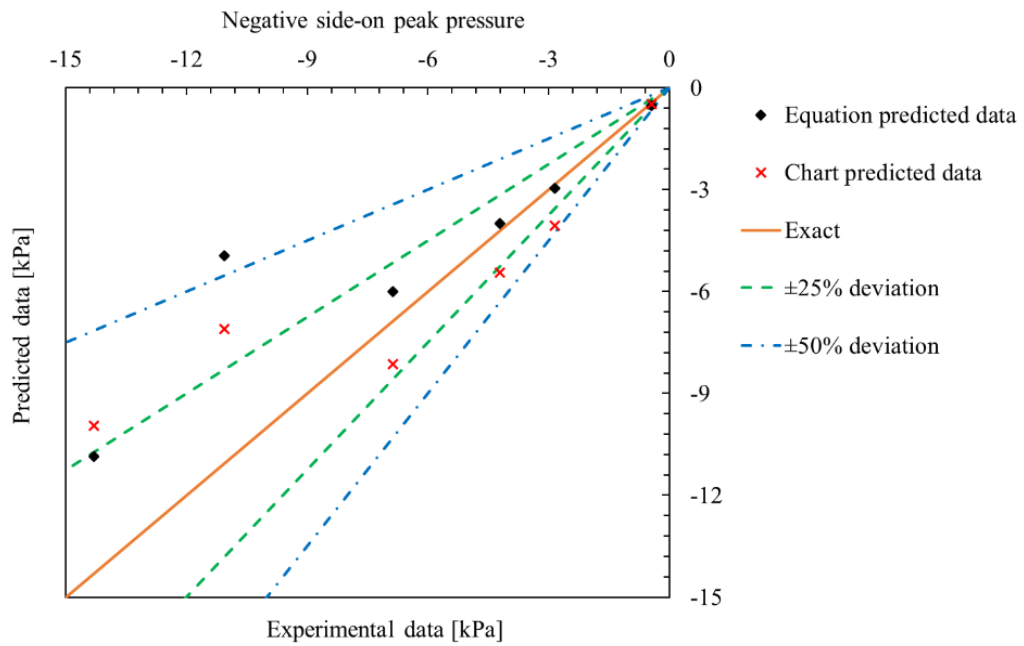 Negative side-on peak pressure
-15 -12 -9 -6 -3 0
0
-3
-6
-9
-12
-15
Predicted data [kPa]
Experimental data [kPa]
Equation predicted data
Chart predicted data
Exact
±25% deviation
±50% deviation